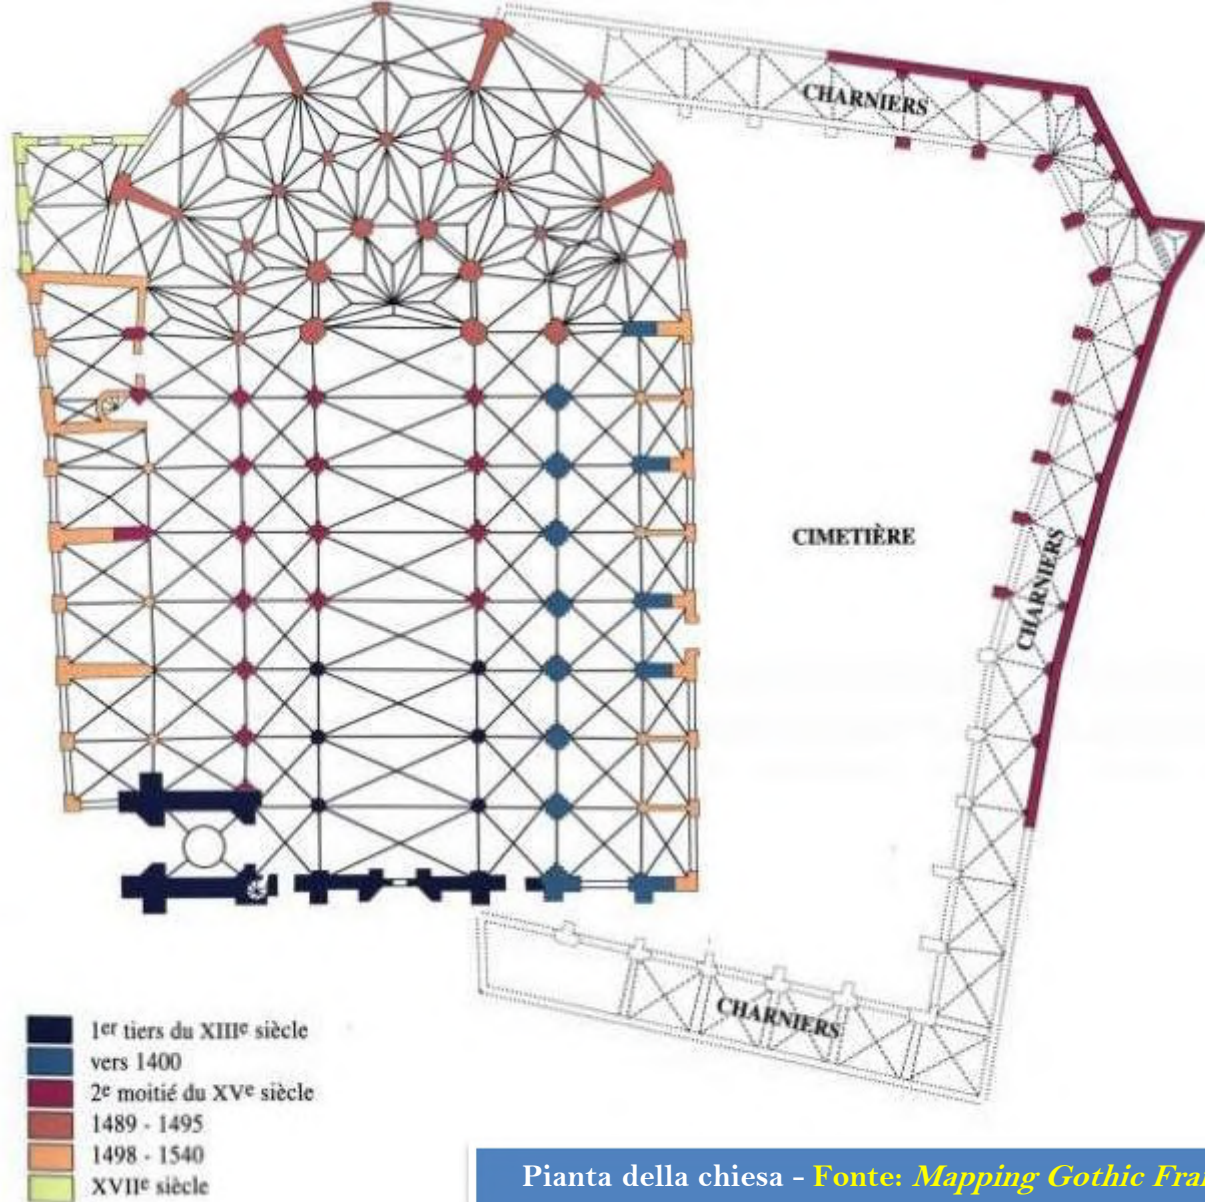 CHARNIERS
CIMETIÈRE
CHARNIERS
CHARNIERS
1er tiers du XIIIe siècle
vers 1400
2e moitié du XVe siècle
1489 - 1495
1498 - 1540
XVIIe siècle
Pianta della chiesa - Fonte: Mapping Gothic Fra